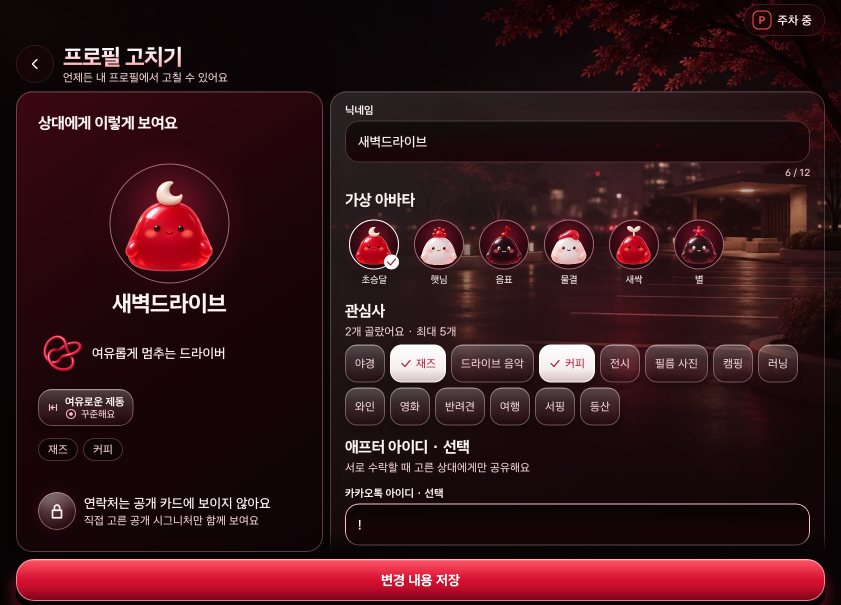 P 주차 중
프로필 고치기
언제든 내 프로필에서 고칠 수 있어요
상대에게 이렇게 보여요
새벽드라이브
여유롭게 멈추는 드라이버
여유로운 제동
꾸준해요
재즈 커피
연락처는 공개 카드에 보이지 않아요
직접 고른 공개 시그니처만 함께 보여요
닉네임
새벽드라이브
6 / 12
가상 아바타
초승달 햇님 음표 물결 새싹 별
관심사
2개 골랐어요 · 최대 5개
야경 재즈 드라이브 음악 커피 전시 필름 사진 캠핑 러닝
와인 영화 반려견 여행 서핑 등산
애프터 아이디 · 선택
서로 수락할 때 고른 상대에게만 공유해요
카카오톡 아이디 · 선택
!
변경 내용 저장